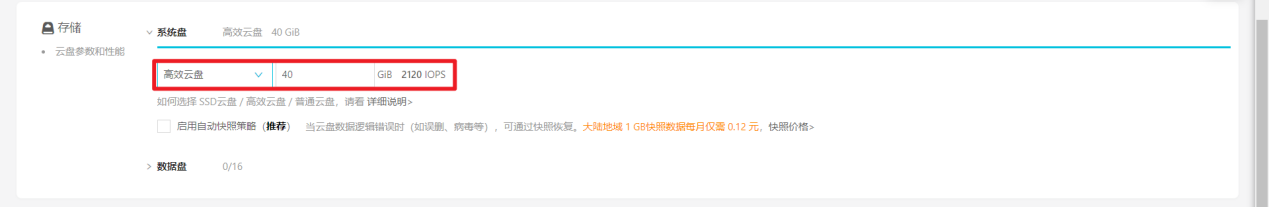 存储
• 云盘参数和性能
系统盘 高效云盘 40 GiB
高效云盘 40 GiB 2120 IOPS
如何选择 SSD云盘 / 高效云盘 / 普通云盘，请看 详细说明>
启用自动快照策略（推荐） 当云盘数据逻辑错误时（如误删、病毒等），可通过快照恢复。大陆地域 1 GB快照数据每月仅需 0.12 元，快照价格>
数据盘 0/16